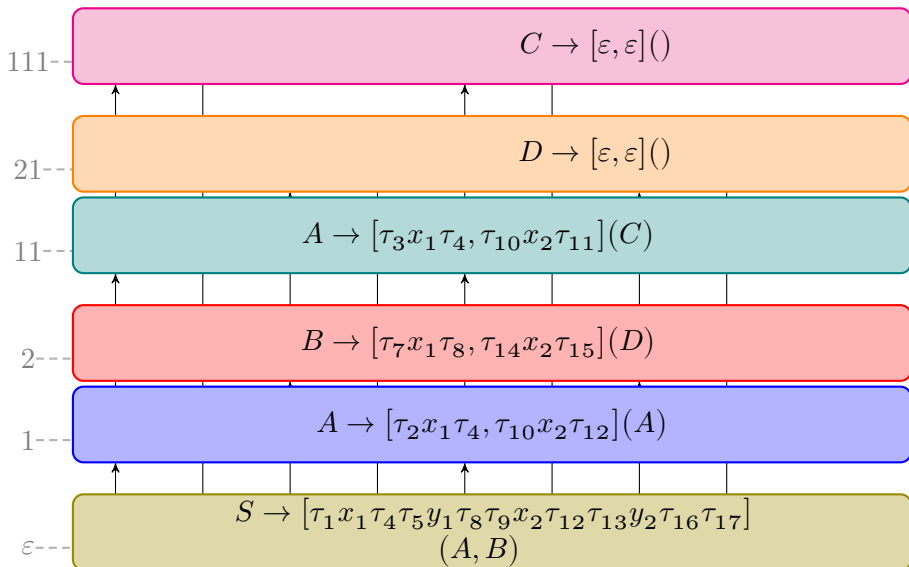 C → [ε, ε]()
111
D → [ε, ε]()
21
A → [τ₃x₁τ₄, τ₁₀x₂τ₁₁](C)
11
B → [τ₇x₁τ₈, τ₁₄x₂τ₁₅](D)
2
A → [τ₂x₁τ₄, τ₁₀x₂τ₁₂](A)
1
S → [τ₁x₁τ₄τ₅y₁τ₈τ₉x₂τ₁₂τ₁₃y₂τ₁₆τ₁₇]
(A, B)
ε